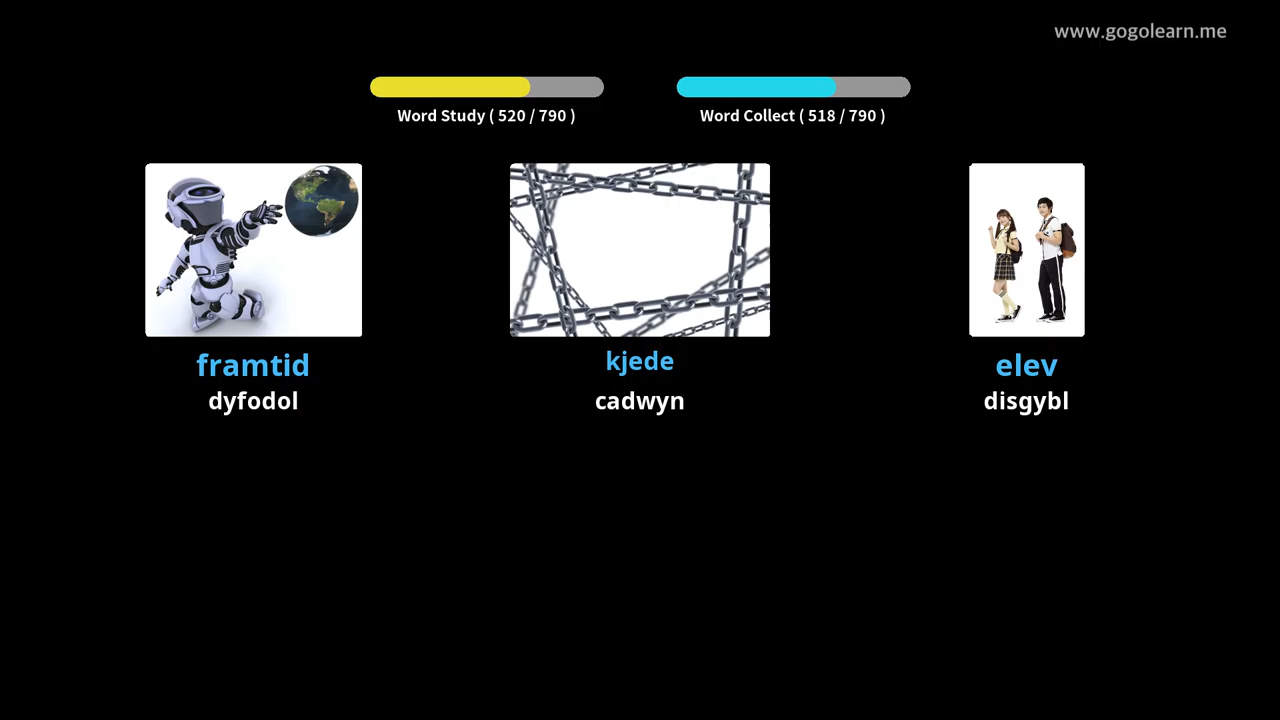 www.gogolearn.me
Word Study ( 520 / 790 )
Word Collect ( 518 / 790 )
framtid
dyfodol
kjede
cadwyn
elev
disgybl